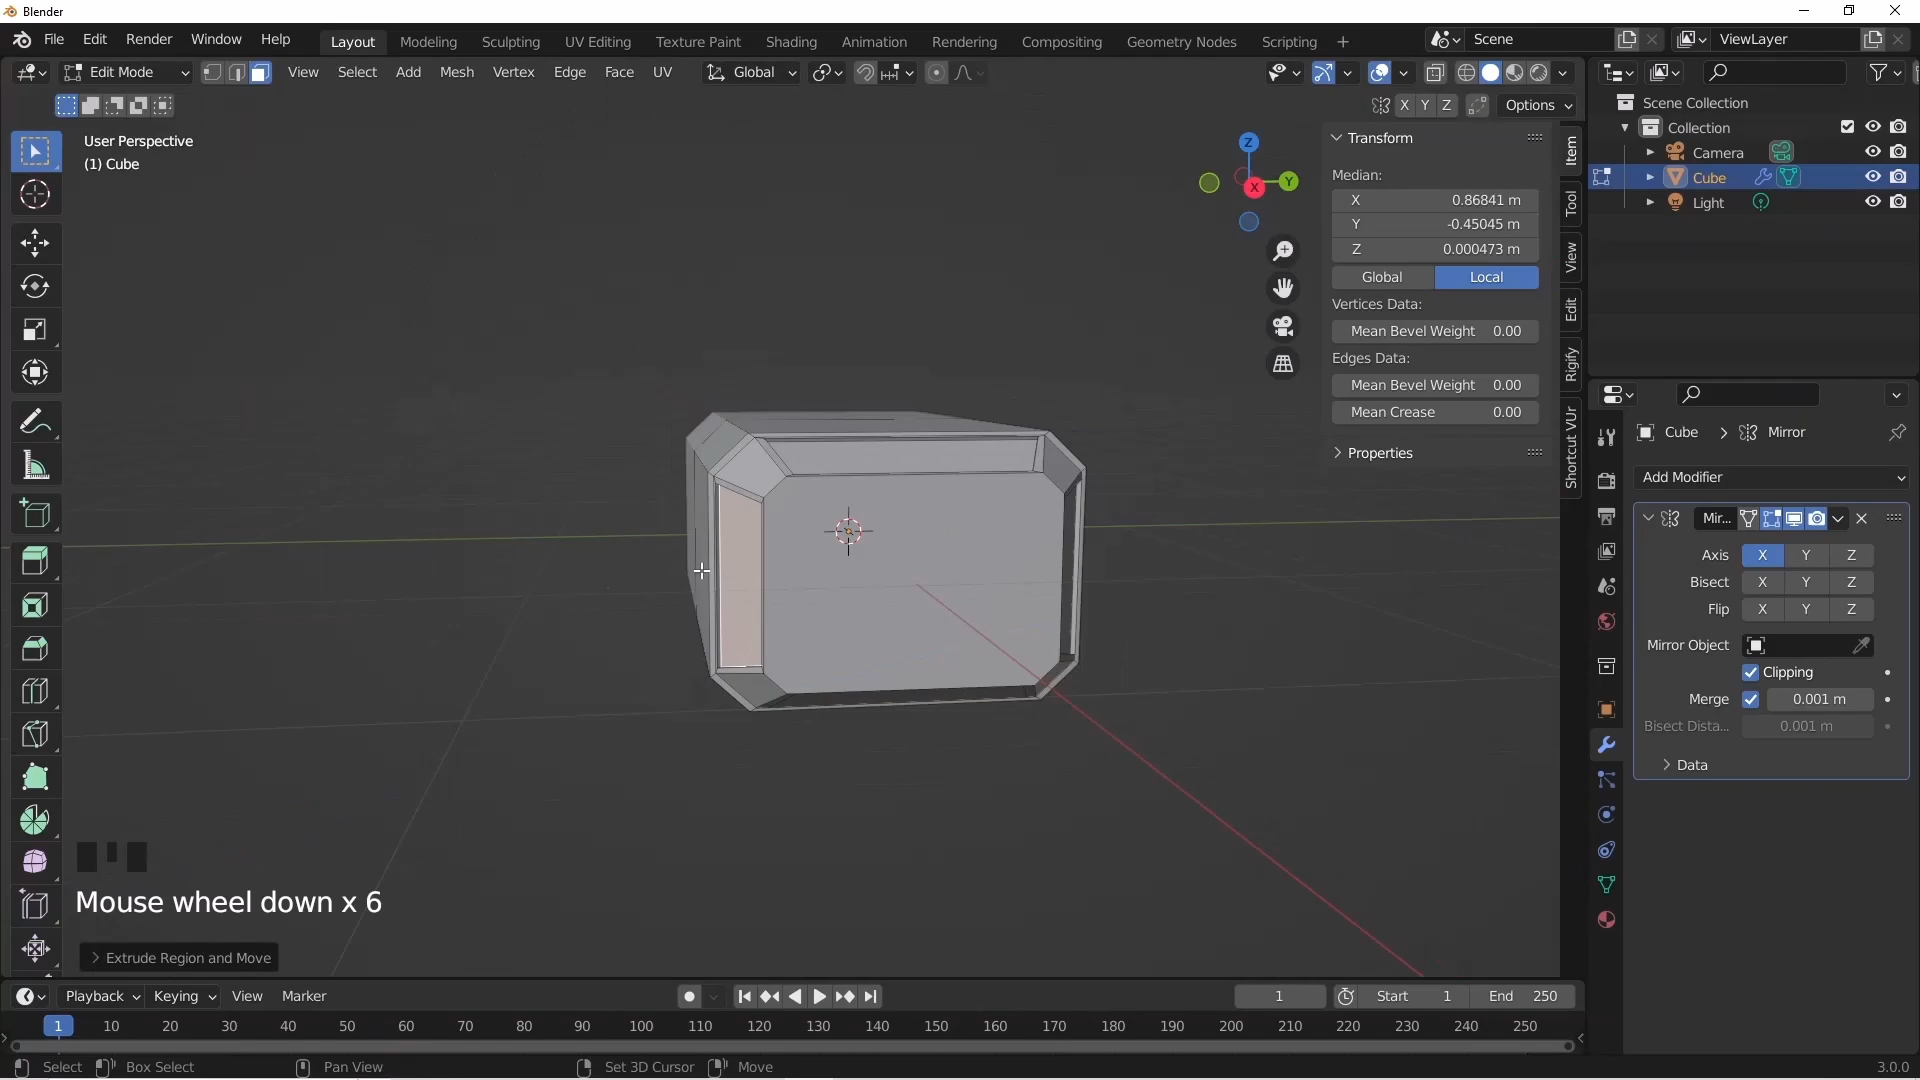 Blender
File Edit Render Window Help Layout Modeling Sculpting UV Editing Texture Paint Shading Animation Rendering Compositing Geometry Nodes Scripting + Scene ViewLayer
Edit Mode View Select Add Mesh Vertex Edge Face UV Global
X Y Z Options
User Perspective
(1) Cube
Z
Y
X
Transform
Median:
X 0.86841 m
Y -0.45045 m
Z 0.000473 m
Global Local
Vertices Data:
Mean Bevel Weight 0.00
Edges Data:
Mean Bevel Weight 0.00
Mean Crease 0.00
Properties
Item
Tool
View
Edit
Rigify
Shortcut VUr
Scene Collection
Collection
Camera
Cube
Light
Cube > Mirror
Add Modifier
Mir...
Axis X Y Z
Bisect X Y Z
Flip X Y Z
Mirror Object
Clipping
Merge 0.001 m
Bisect Dista... 0.001 m
Data
Mouse wheel down x 6
Extrude Region and Move
Playback Keying View Marker 1 Start 1 End 250
1 10 20 30 40 50 60 70 80 90 100 110 120 130 140 150 160 170 180 190 200 210 220 230 240 250
Select Box Select Pan View Set 3D Cursor Move 3.0.0